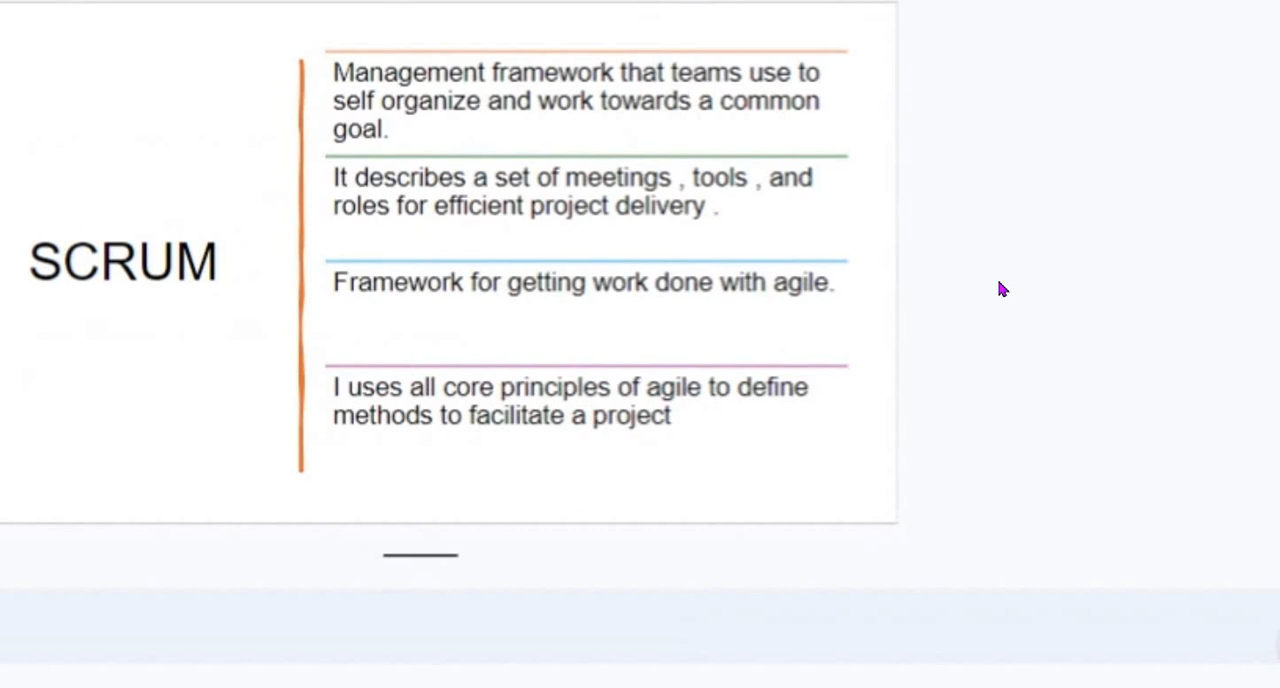 SCRUM
Management framework that teams use to
self organize and work towards a common
goal.
It describes a set of meetings , tools , and
roles for efficient project delivery .
Framework for getting work done with agile.
I uses all core principles of agile to define
methods to facilitate a project